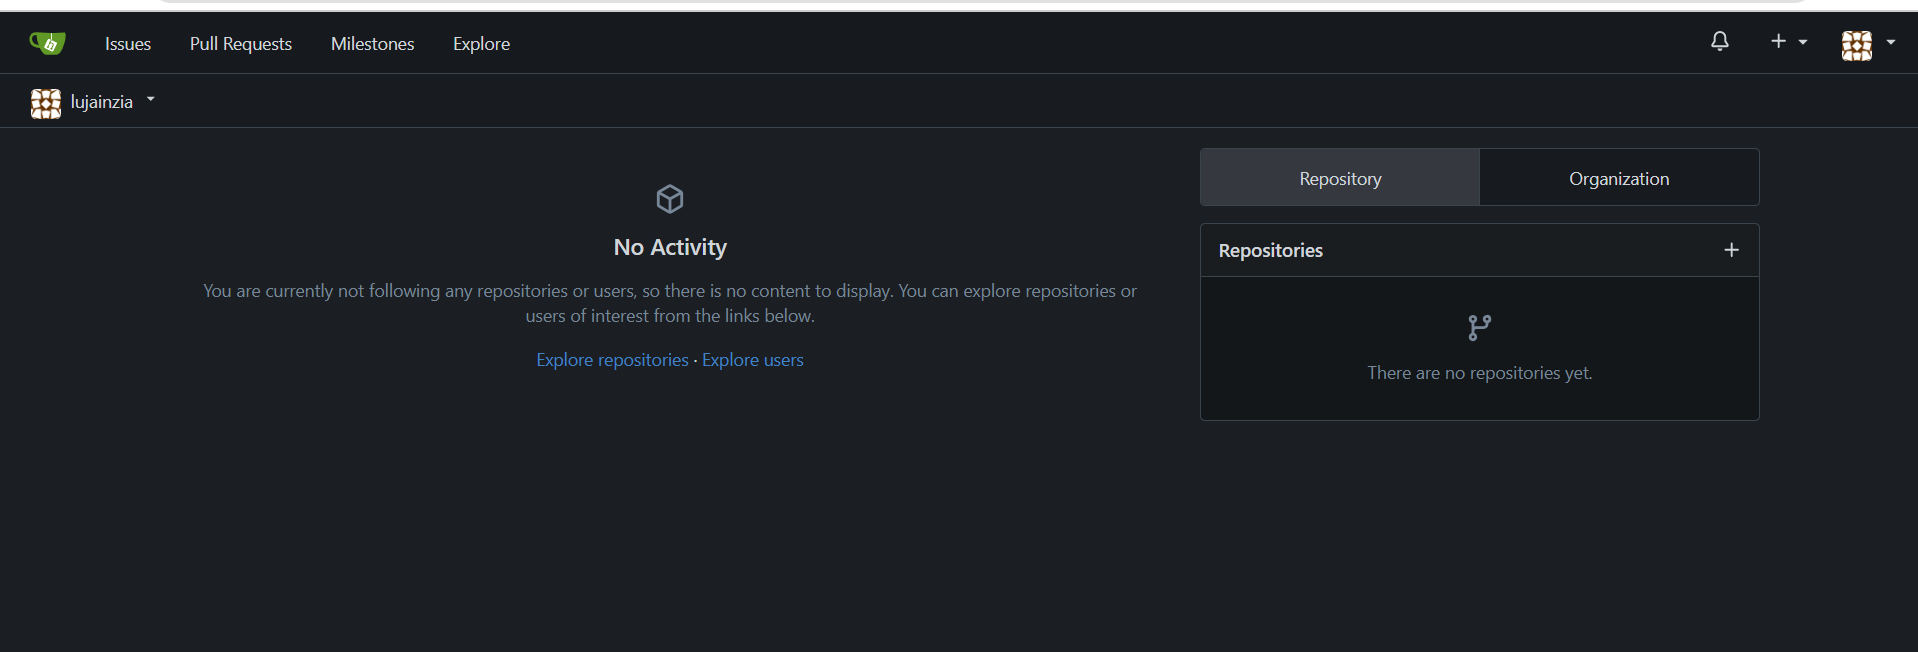 Issues Pull Requests Milestones Explore
lujainzia
Repository Organization
No Activity
You are currently not following any repositories or users, so there is no content to display. You can explore repositories or
users of interest from the links below.
Explore repositories · Explore users
Repositories
There are no repositories yet.